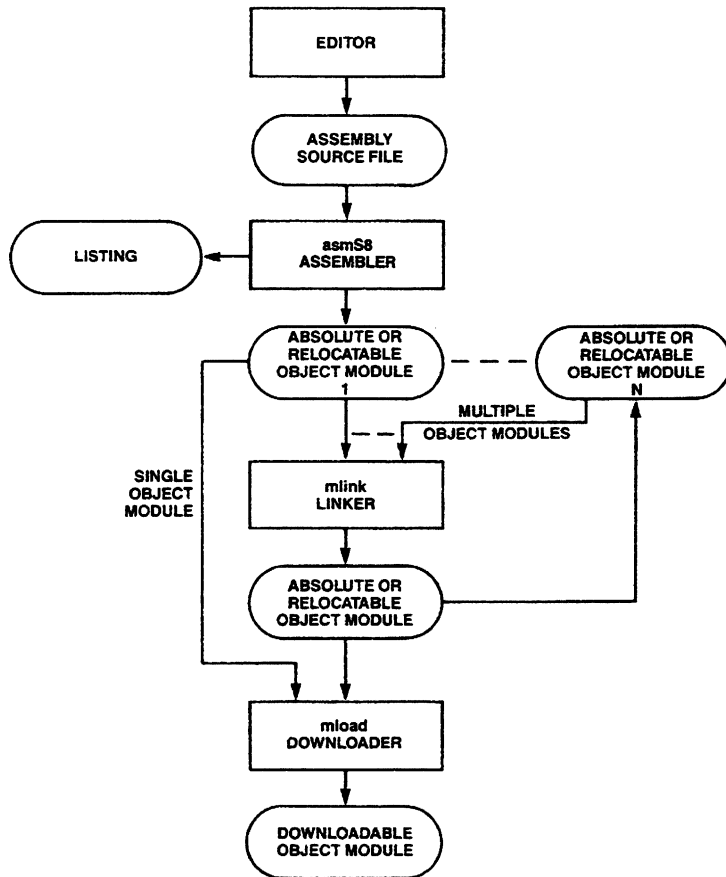 EDITOR
ASSEMBLY
SOURCE FILE
asmS8
ASSEMBLER
LISTING
ABSOLUTE OR
RELOCATABLE
OBJECT MODULE
1
ABSOLUTE OR
RELOCATABLE
OBJECT MODULE
N
MULTIPLE
OBJECT MODULES
SINGLE
OBJECT
MODULE
mlink
LINKER
ABSOLUTE OR
RELOCATABLE
OBJECT MODULE
mload
DOWNLOADER
DOWNLOADABLE
OBJECT MODULE